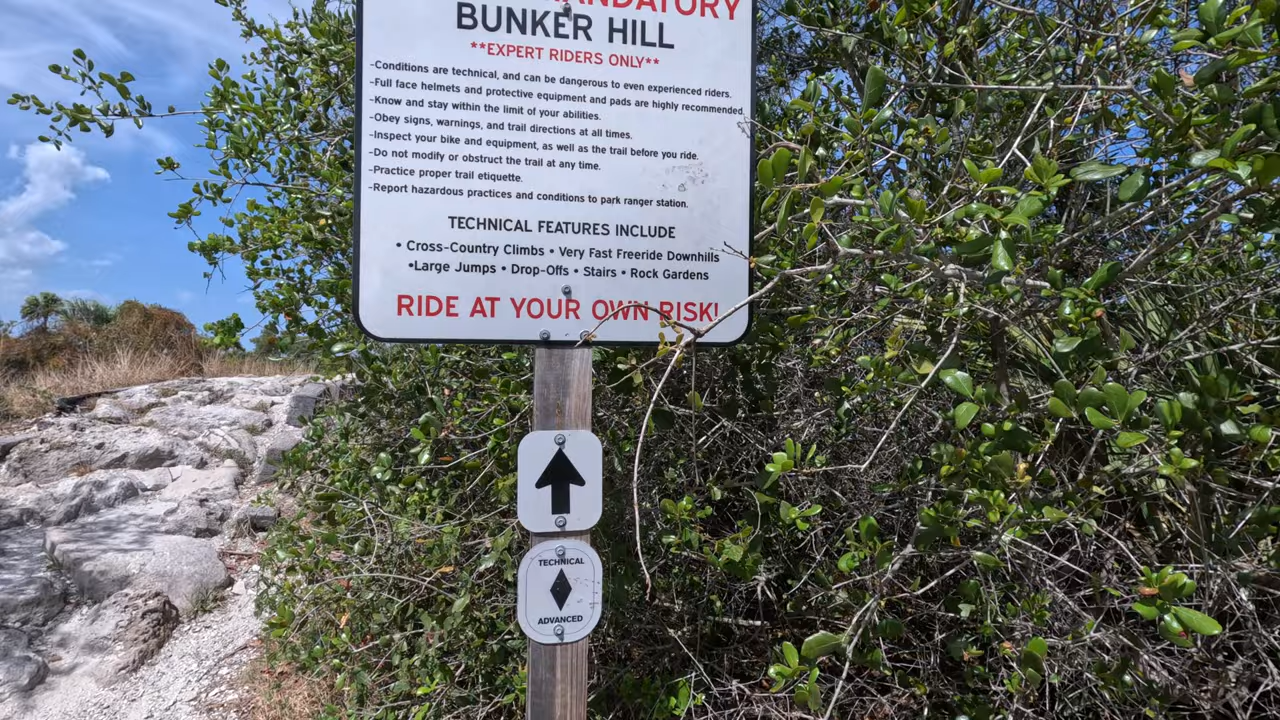 MANDATORY
BUNKER HILL
**EXPERT RIDERS ONLY**
-Conditions are technical, and can be dangerous to even experienced riders.
-Full face helmets and protective equipment and pads are highly recommended.
-Know and stay within the limit of your abilities.
-Obey signs, warnings, and trail directions at all times.
-Inspect your bike and equipment, as well as the trail before you ride.
-Do not modify or obstruct the trail at any time.
-Practice proper trail etiquette.
-Report hazardous practices and conditions to park ranger station.
TECHNICAL FEATURES INCLUDE
• Cross-Country Climbs • Very Fast Freeride Downhills
•Large Jumps • Drop-Offs • Stairs • Rock Gardens
RIDE AT YOUR OWN RISK!
TECHNICAL
ADVANCED